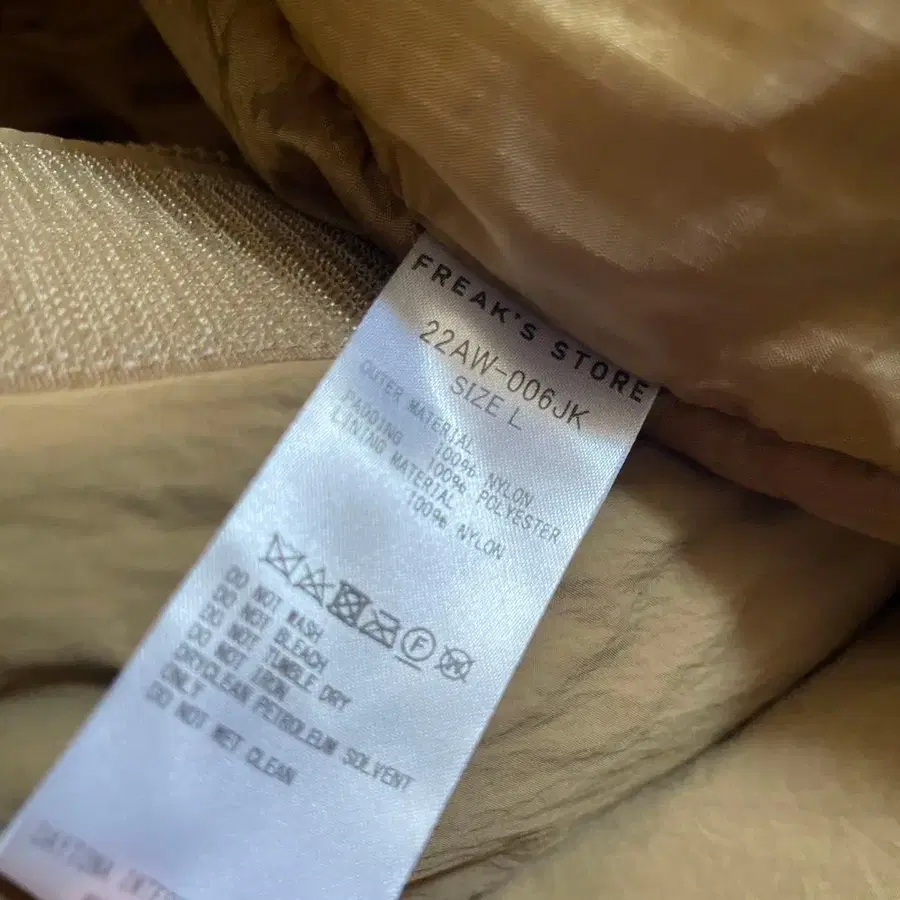 FREAK'S STORE
22AW-006JK
SIZE L
OUTER MATERIAL
100% NYLON
PADDING
100% POLYESTER
LINING MATERIAL
100% NYLON
F
W
DO NOT WASH
DO NOT BLEACH
DO NOT TUMBLE DRY
DO NOT IRON
DRYCLEAN PETROLEUM SOLVENT
ONLY
DO NOT WET CLEAN
DAYTONA